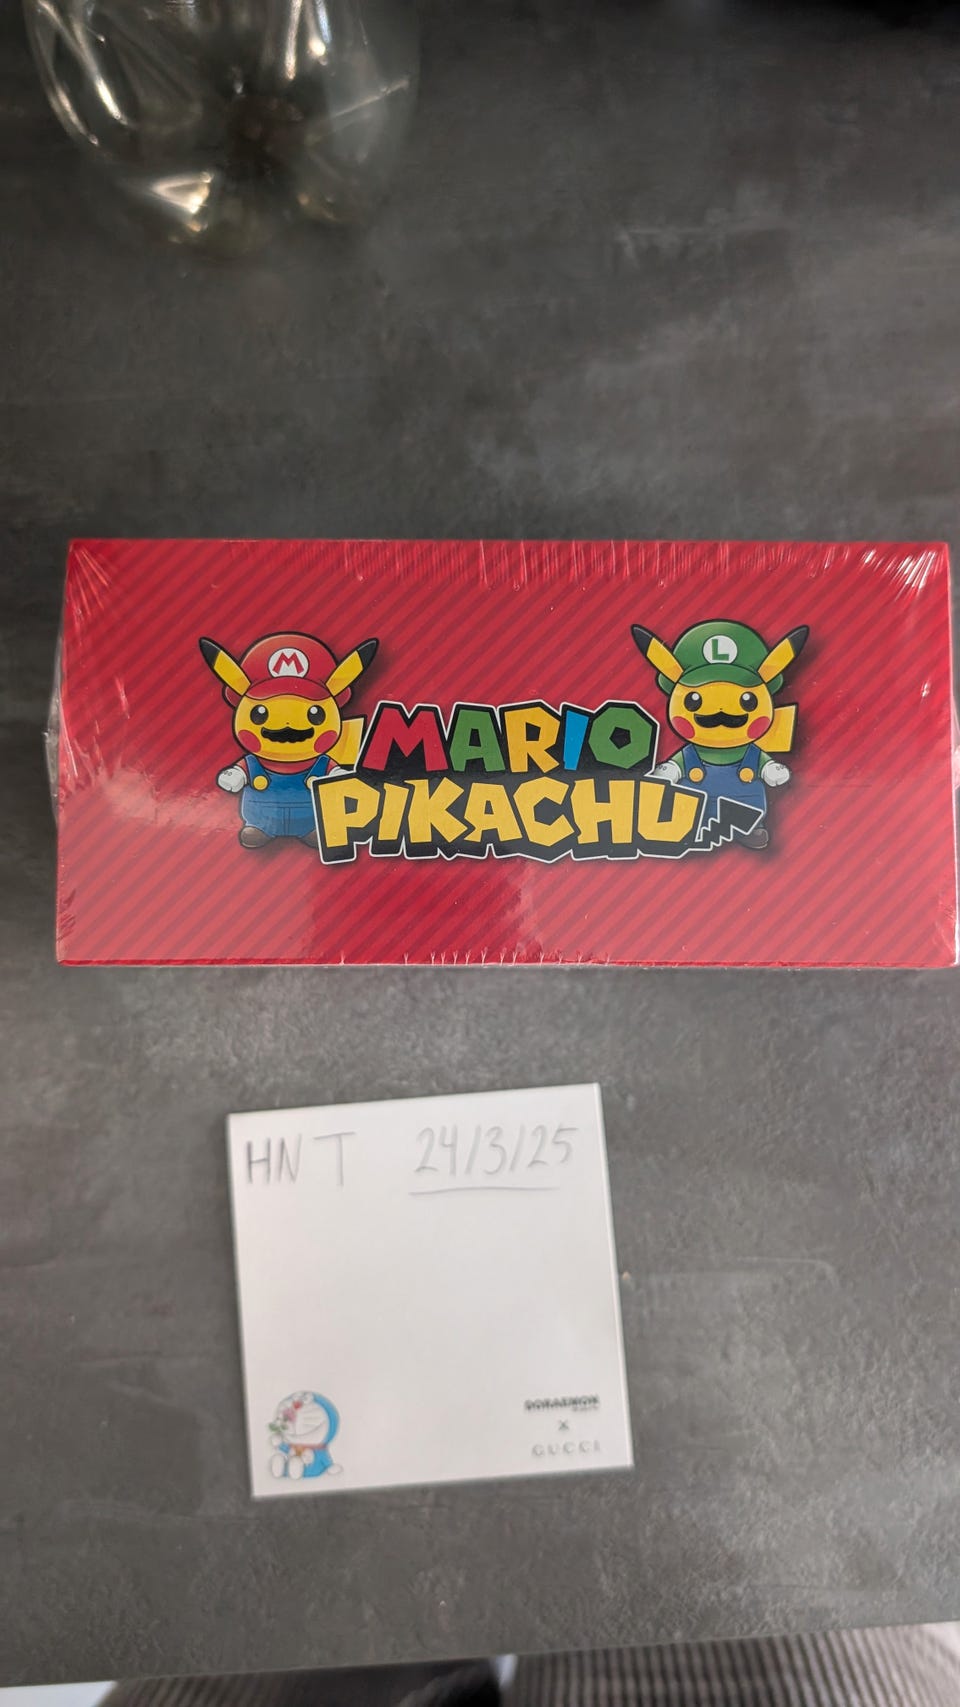 M
L
MARIO
PIKACHU
HNT 24/3/25
DORAEMON
x
GUCCI